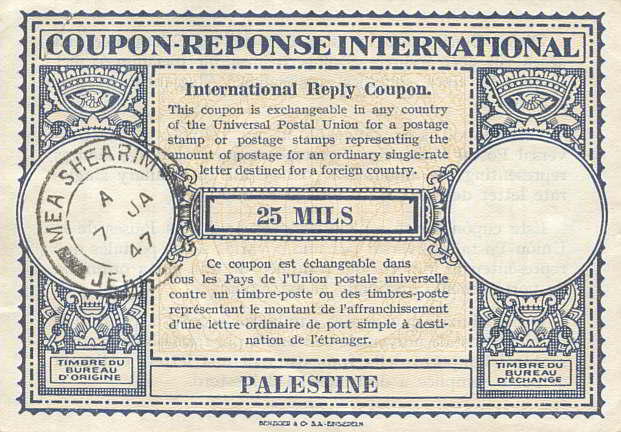 COUPON-REPONSE INTERNATIONAL
International Reply Coupon.
This coupon is exchangeable in any country
of the Universal Postal Union for a postage
stamp or postage stamps representing the
amount of postage for an ordinary single-rate
letter destined for a foreign country.
MEA SHEARIM
A JA
7 47
25 MILS
Ce coupon est échangeable dans
tous les Pays de l'Union postale universelle
contre un timbre-poste ou des timbres-poste
représentant le montant de l'affranchissement
d'une lettre ordinaire de port simple à desti-
nation de l'étranger.
TIMBRE DU
BUREAU
D'ORIGINE
TIMBRE DU
BUREAU
D'ÉCHANGE
PALESTINE
BENZIGER & Co S.A.-EINSIEDELN